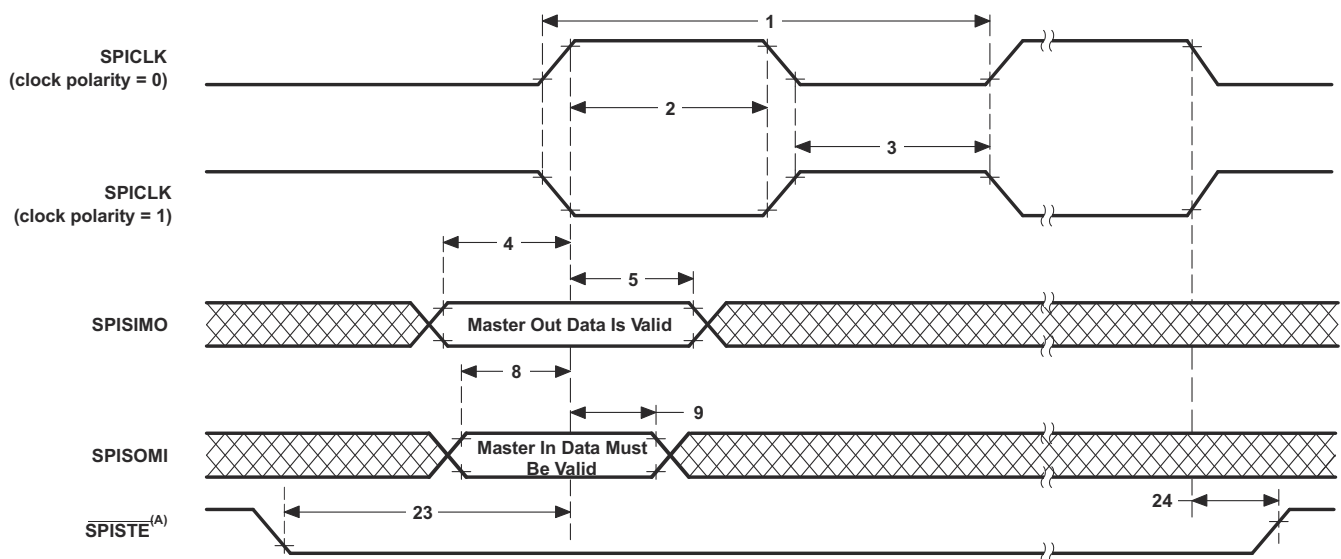 1
SPICLK
(clock polarity = 0)
2
3
SPICLK
(clock polarity = 1)
4
5
SPISIMO
Master Out Data Is Valid
8
9
SPISOMI
Master In Data Must
Be Valid
23
24
SPISTE(A)